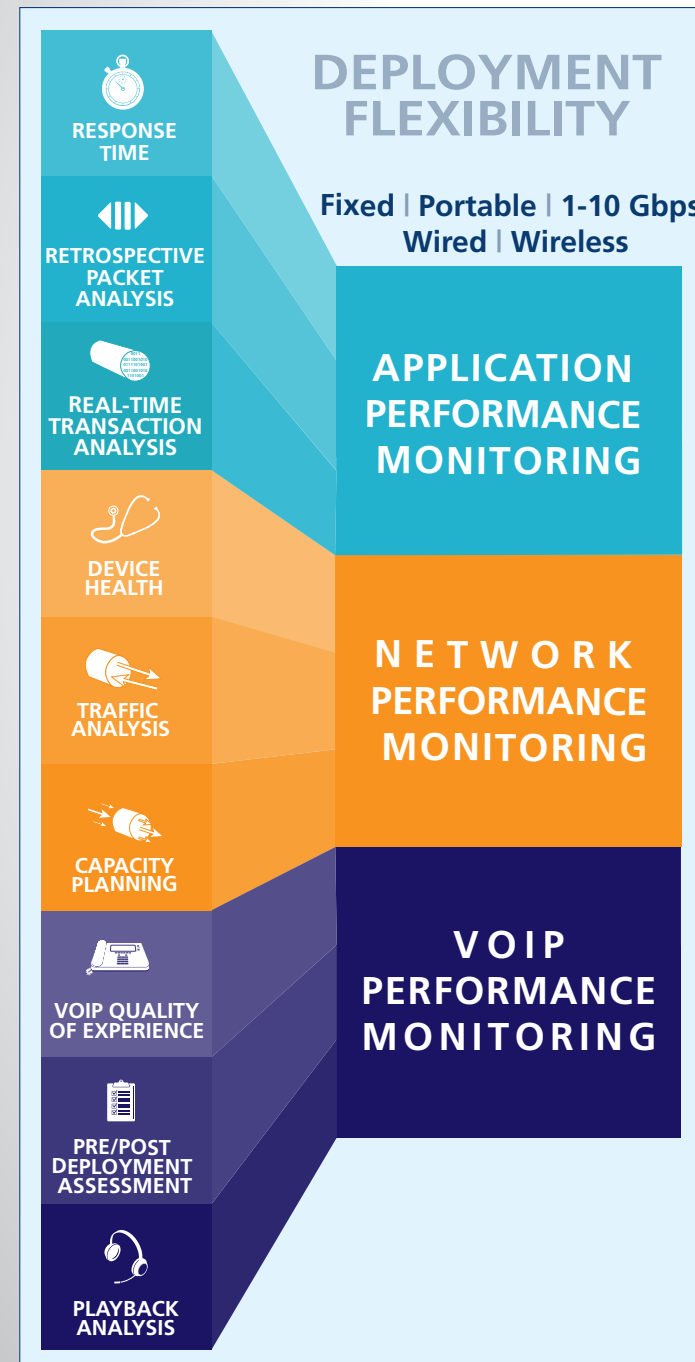 RESPONSE
TIME
RETROSPECTIVE
PACKET
ANALYSIS
REAL-TIME
TRANSACTION
ANALYSIS
DEVICE
HEALTH
TRAFFIC
ANALYSIS
CAPACITY
PLANNING
VOIP QUALITY
OF EXPERIENCE
PRE/POST
DEPLOYMENT
ASSESSMENT
PLAYBACK
ANALYSIS
DEPLOYMENT
FLEXIBILITY
Fixed | Portable | 1-10 Gbps
Wired | Wireless
APPLICATION
PERFORMANCE
MONITORING
NETWORK
PERFORMANCE
MONITORING
VOIP
PERFORMANCE
MONITORING